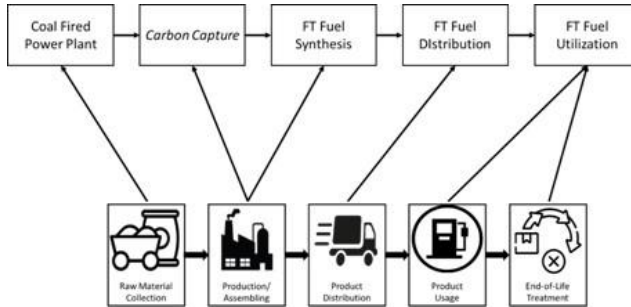 Coal Fired
Power Plant
Carbon Capture
FT Fuel
Synthesis
FT Fuel
DIstribution
FT Fuel
Utilization
Raw Material
Collection
Production/
Assembling
Product
Distribution
Product
Usage
End-of-Life
Treatment